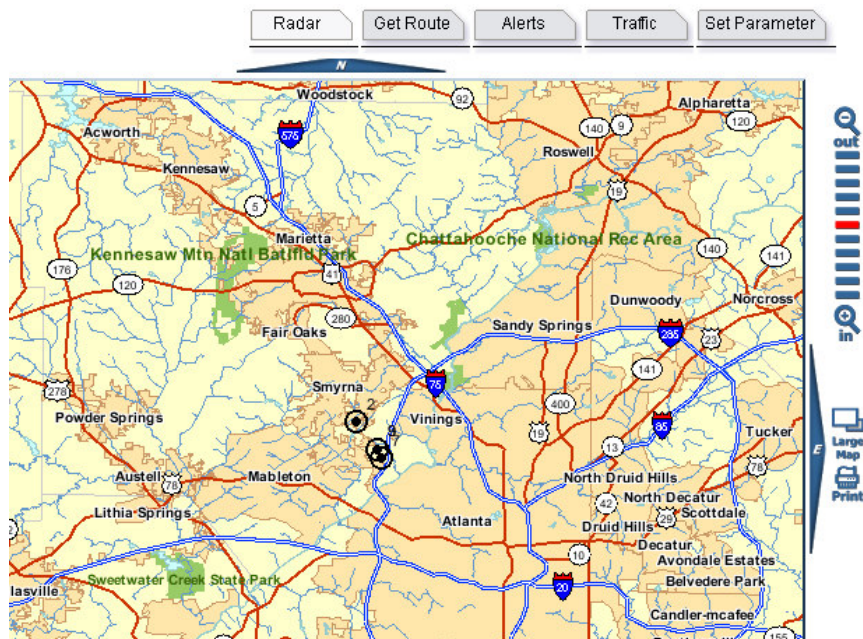 Radar Get Route Alerts Traffic Set Parameter
N
Woodstock
92
Alpharetta
out
575
140 9 120
Acworth
Roswell
Kennesaw
19
5
Marietta
Chattahooche National Rec Area
Kennesaw Mtn Natl Batlfld Park
140
141
176
41
120
Dunwoody
Norcross
280
Sandy Springs
Fair Oaks
285
23
in
141
75
Smyrna
278
400
2
Powder Springs
Vinings
85
Large
Map
19
Tucker
E
13
78
Austell
Mableton
North Druid Hills
Print
78
North Decatur
42
Lithia Springs
Scottdale
29
Atlanta
Druid Hills
Decatur
10
Avondale Estates
Sweetwater Creek State Park
Belvedere Park
20
lasville
Candler-mcafee
155